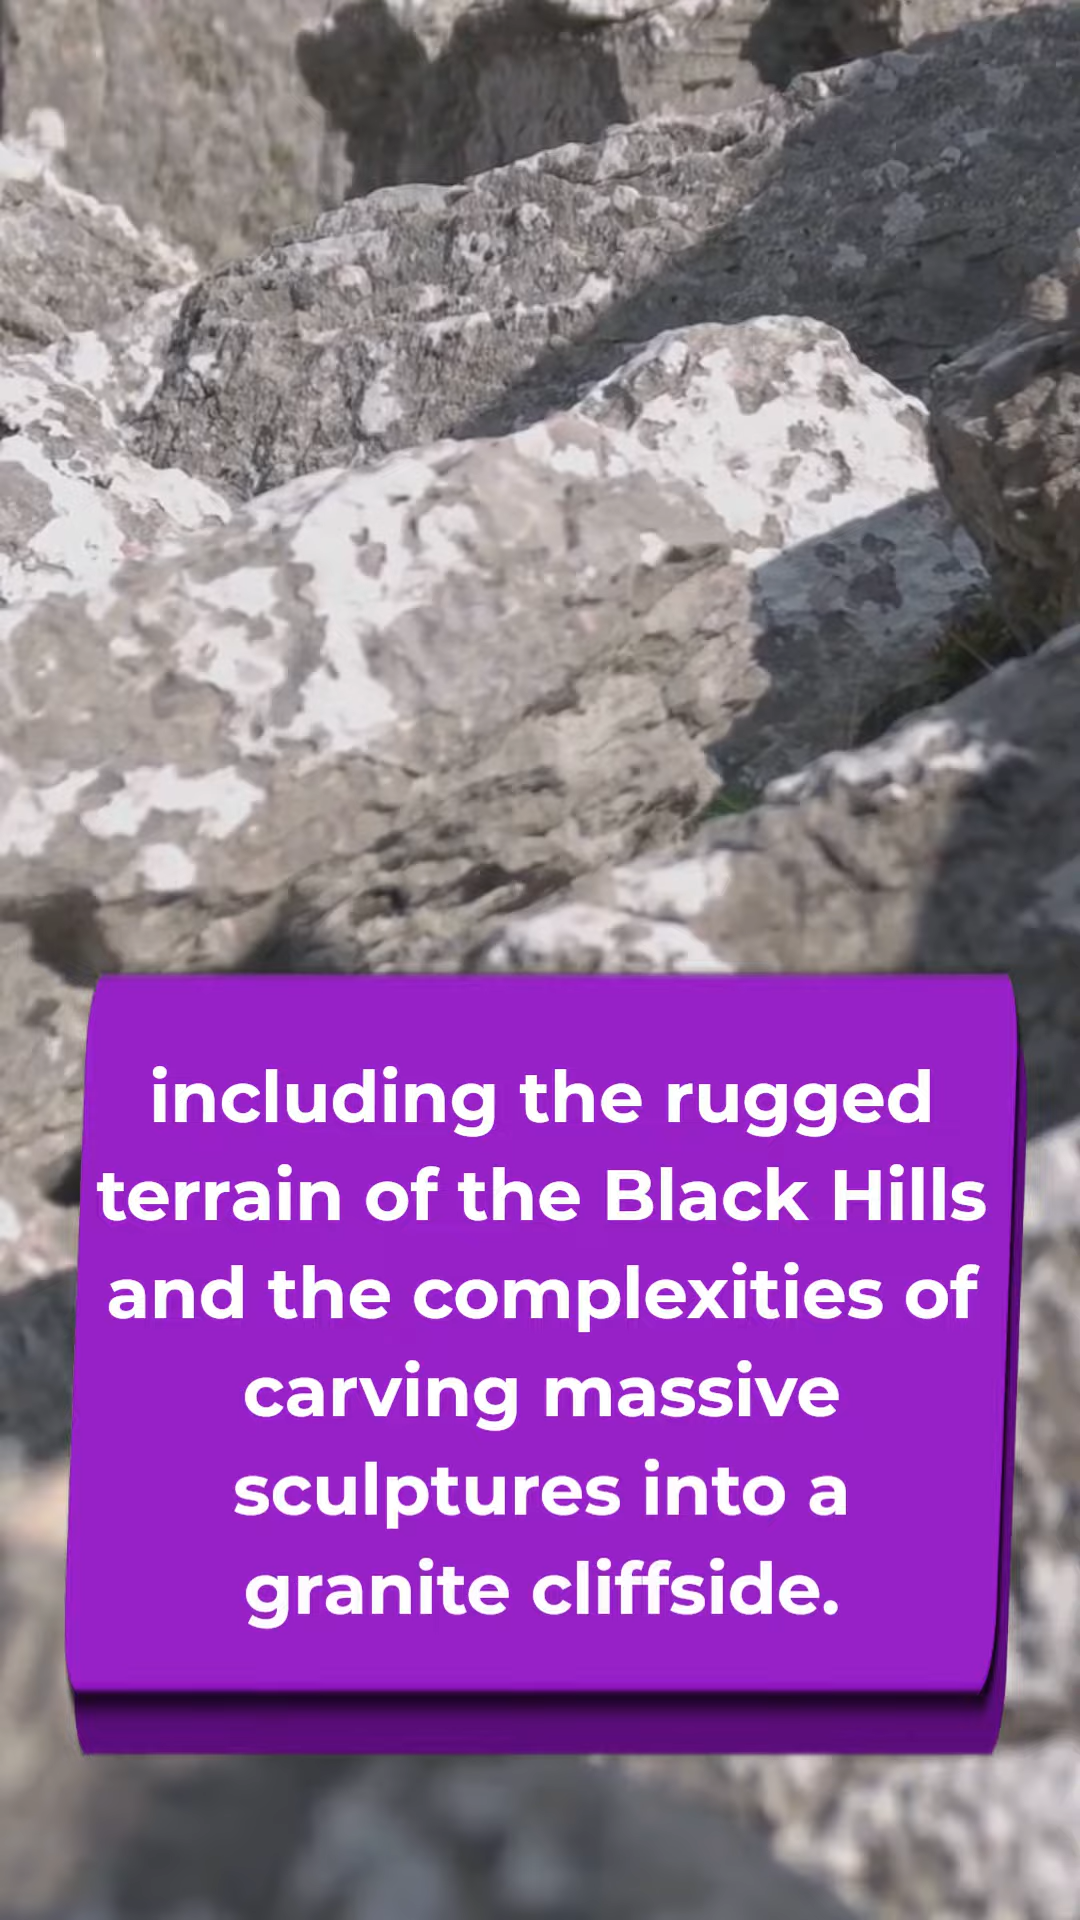 including the rugged
terrain of the Black Hills
and the complexities of
carving massive
sculptures into a
granite cliffside.